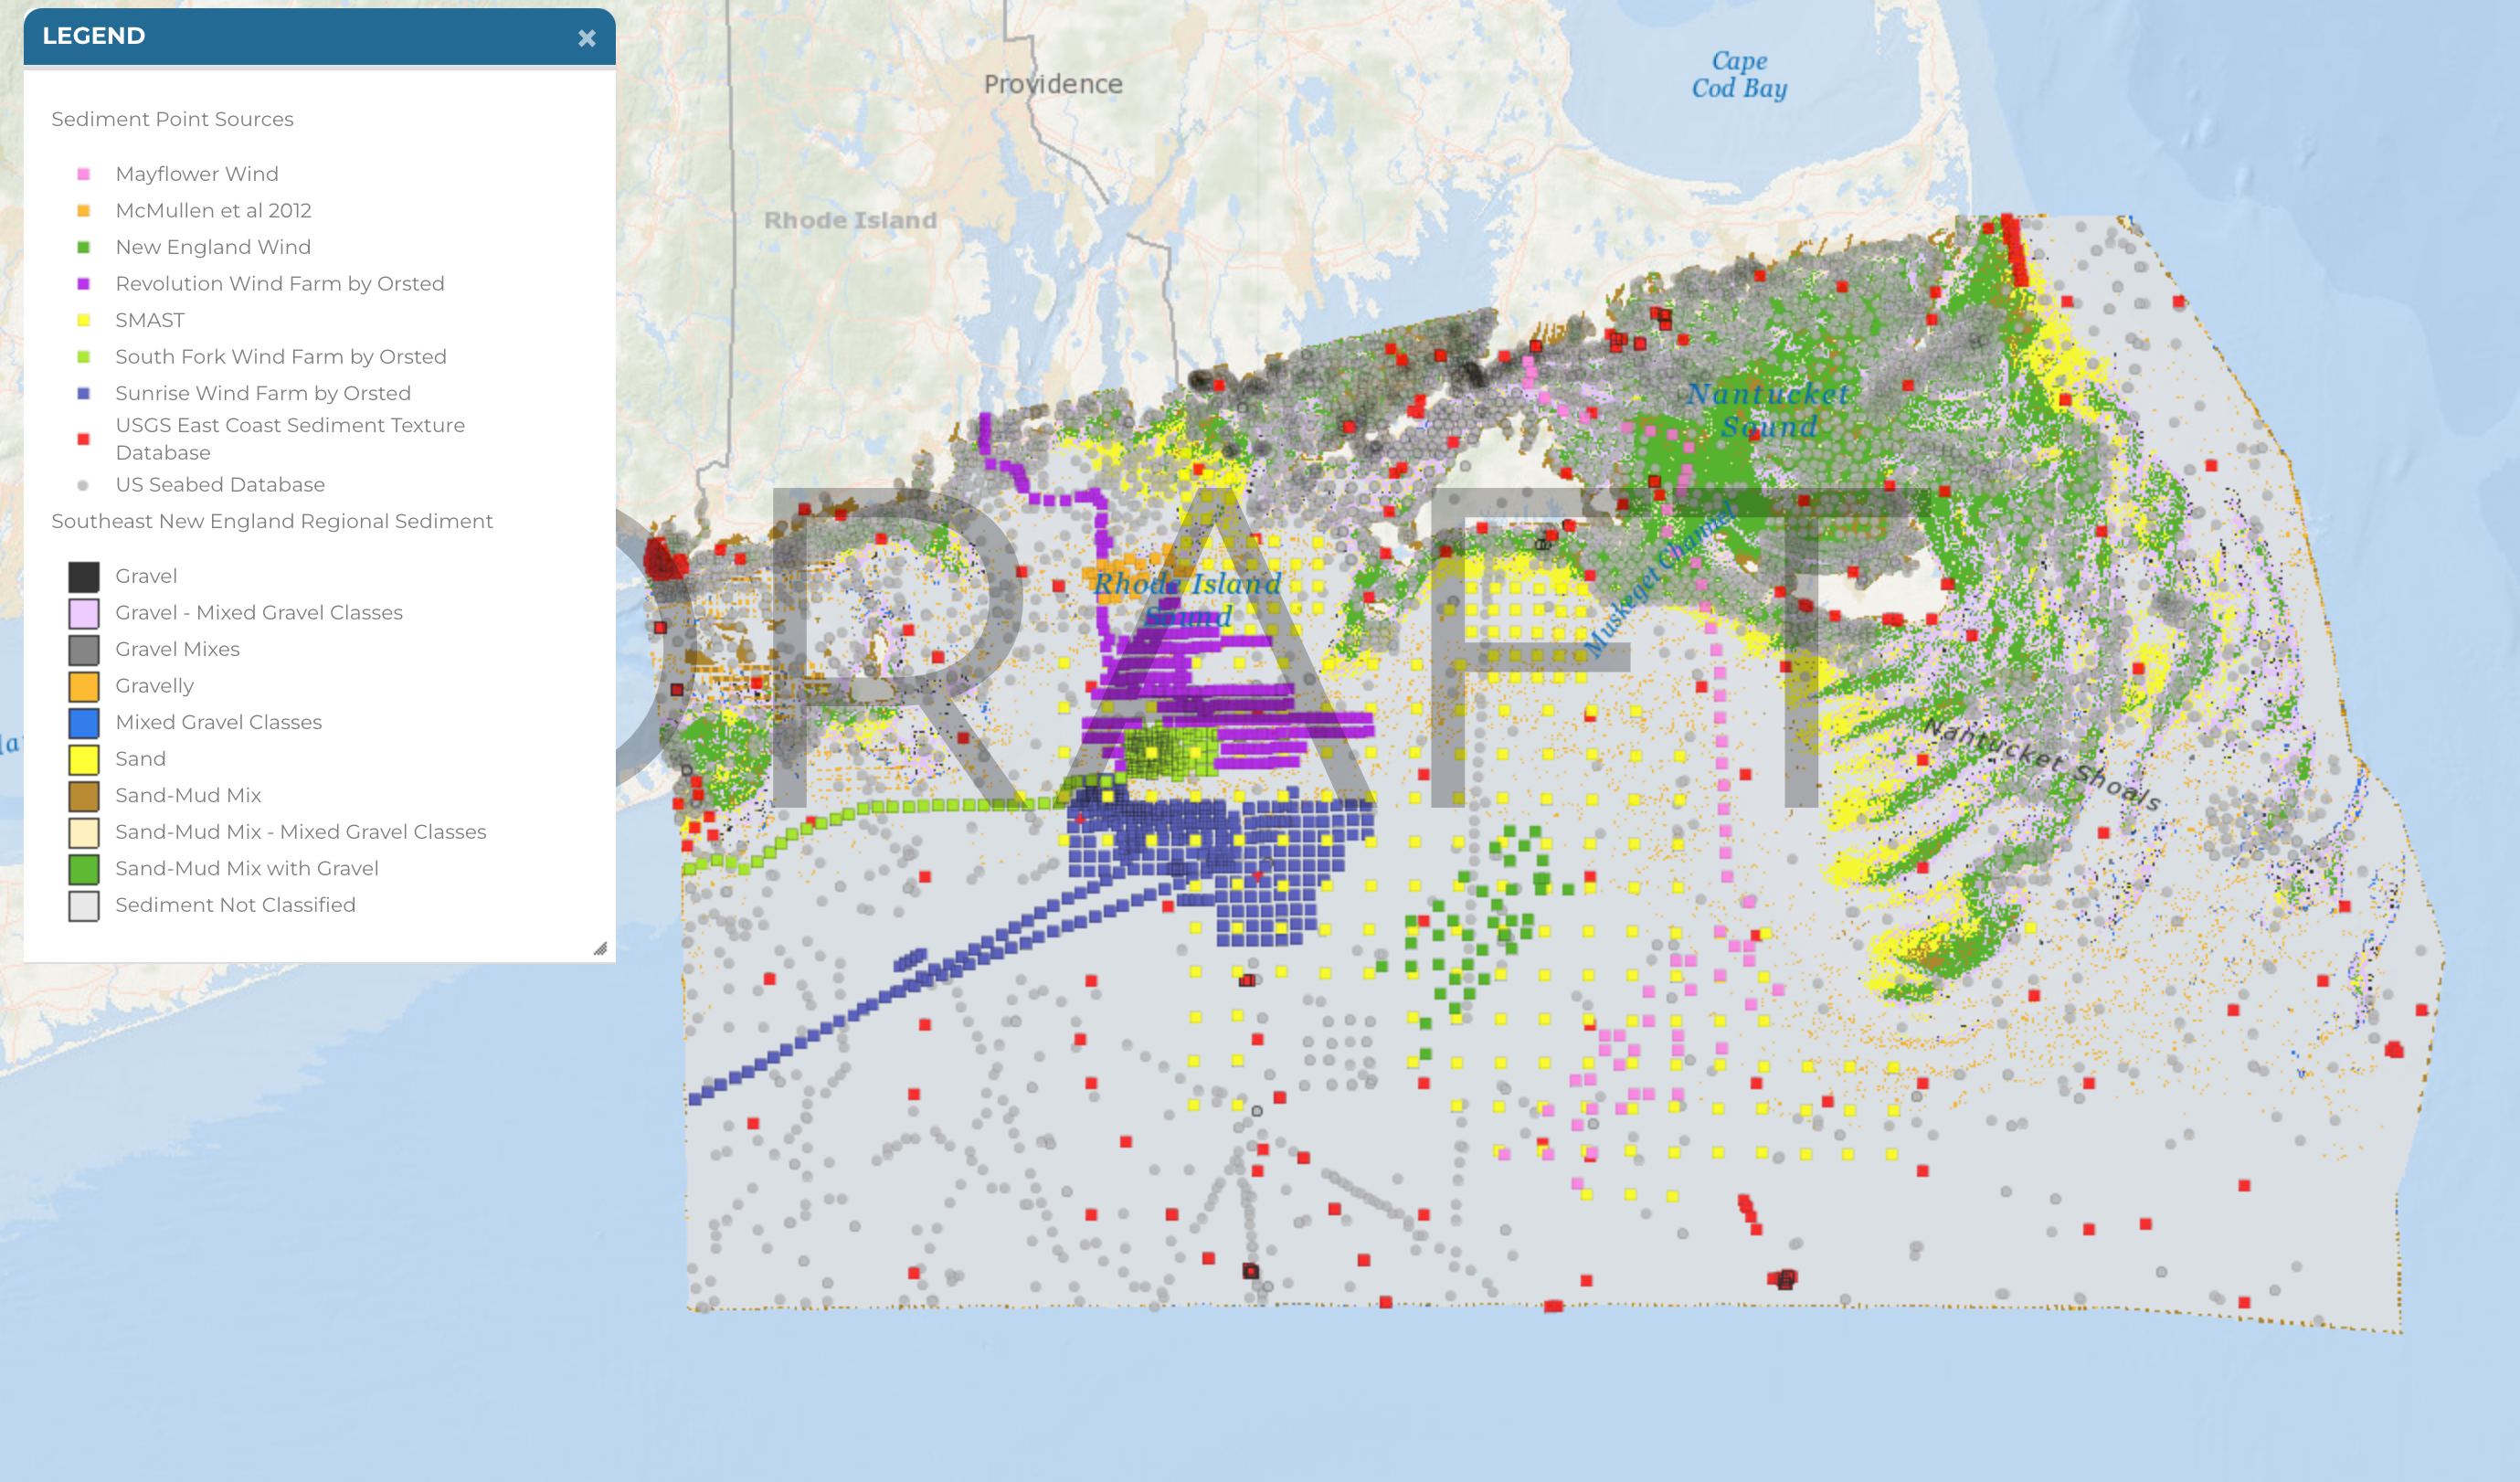 LEGEND ×
Sediment Point Sources
Mayflower Wind
McMullen et al 2012
New England Wind
Revolution Wind Farm by Orsted
SMAST
South Fork Wind Farm by Orsted
Sunrise Wind Farm by Orsted
USGS East Coast Sediment Texture
Database
US Seabed Database
Southeast New England Regional Sediment
Gravel
Gravel - Mixed Gravel Classes
Gravel Mixes
Gravelly
Mixed Gravel Classes
Sand
Sand-Mud Mix
Sand-Mud Mix - Mixed Gravel Classes
Sand-Mud Mix with Gravel
Sediment Not Classified
Providence
Rhode Island
Cape
Cod Bay
Nantucket
Sound
Rhode Island
Sound
Muskeget Channel
Nantucket Shoals
DRAFT